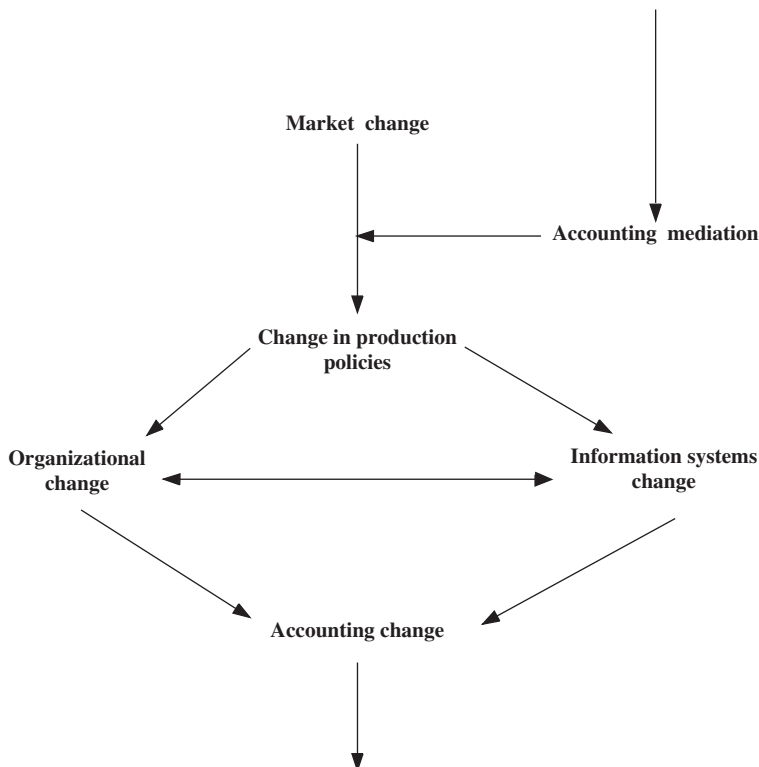 Market change
Accounting mediation
Change in production
policies
Organizational
change
Information systems
change
Accounting change